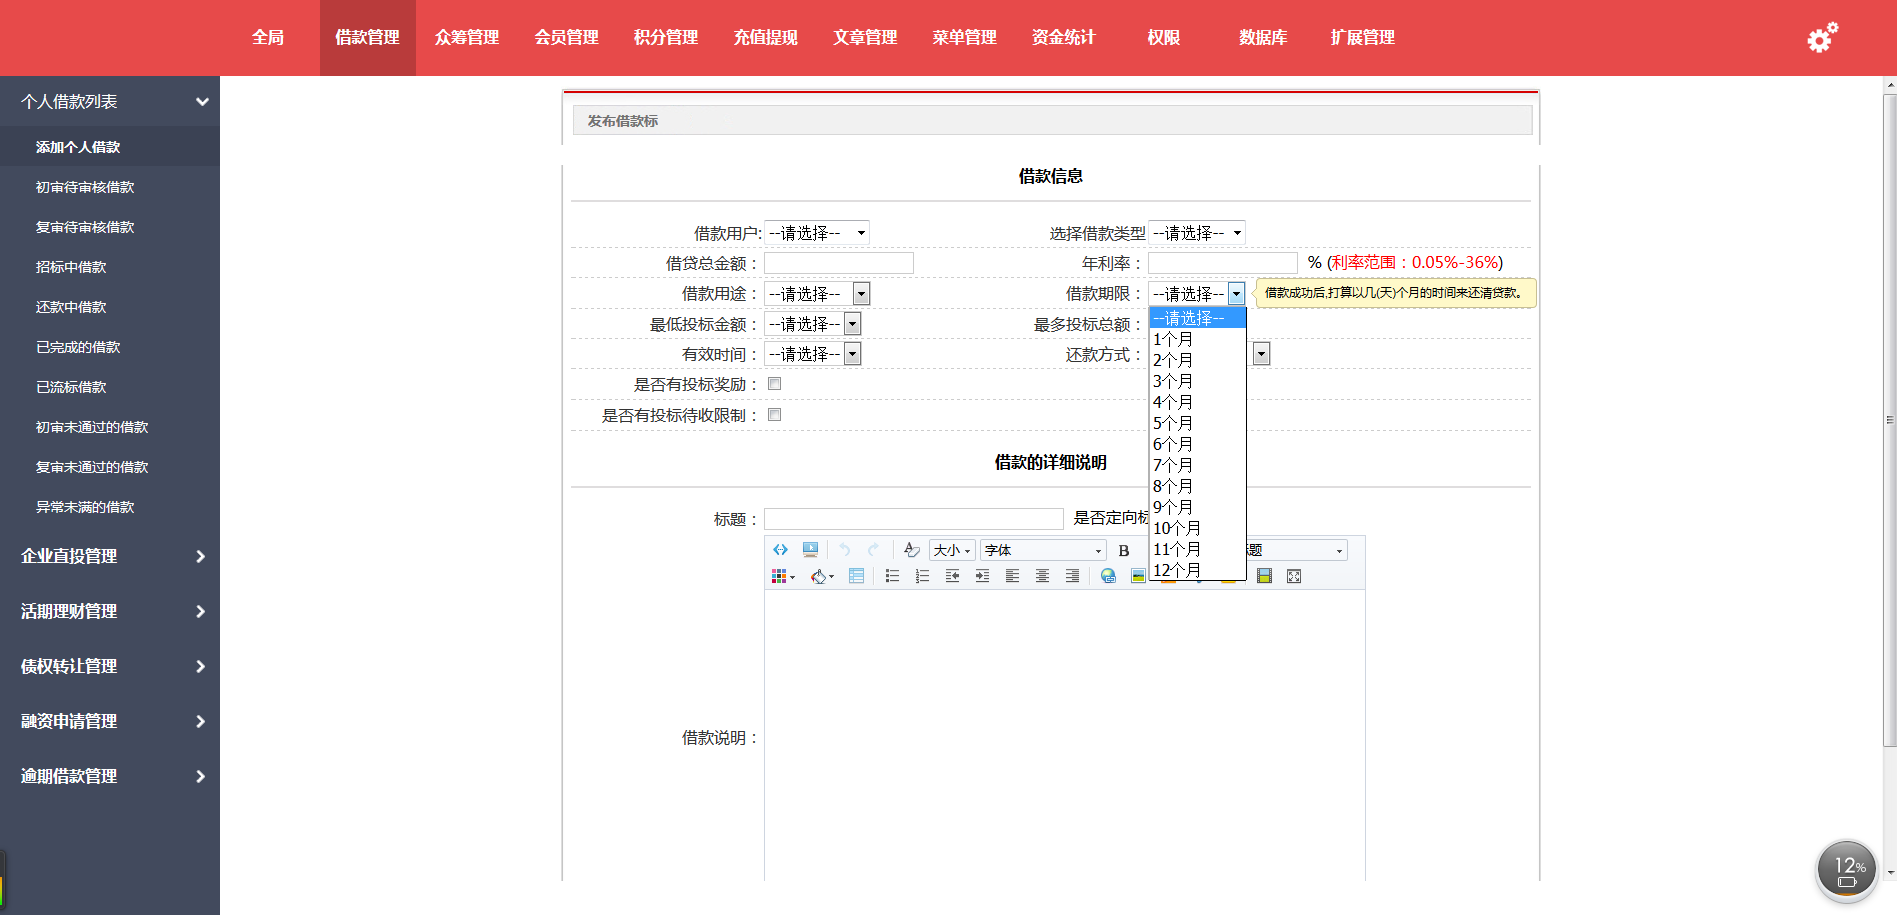 全局 借款管理 众筹管理 会员管理 积分管理 充值提现 文章管理 菜单管理 资金统计 权限 数据库 扩展管理
个人借款列表
添加个人借款
初审待审核借款
复审待审核借款
招标中借款
还款中借款
已完成的借款
已流标借款
初审未通过的借款
复审未通过的借款
异常未满的借款
企业直投管理
活期理财管理
债权转让管理
融资申请管理
逾期借款管理
发布借款标
借款信息
借款用户: --请选择-- 选择借款类型 --请选择--
借贷总金额： 年利率： % (利率范围：0.05%-36%)
借款用途： --请选择-- 借款期限： --请选择-- 借款成功后,打算以几(天)个月的时间来还清贷款。
最低投标金额： --请选择-- 最多投标总额：
有效时间： --请选择-- 还款方式：
是否有投标奖励：
是否有投标待收限制：
--请选择--
1个月
2个月
3个月
4个月
5个月
6个月
7个月
8个月
9个月
10个月
11个月
12个月
借款的详细说明
标题： 是否定向标
大小 字体 B 标题
借款说明：
12%